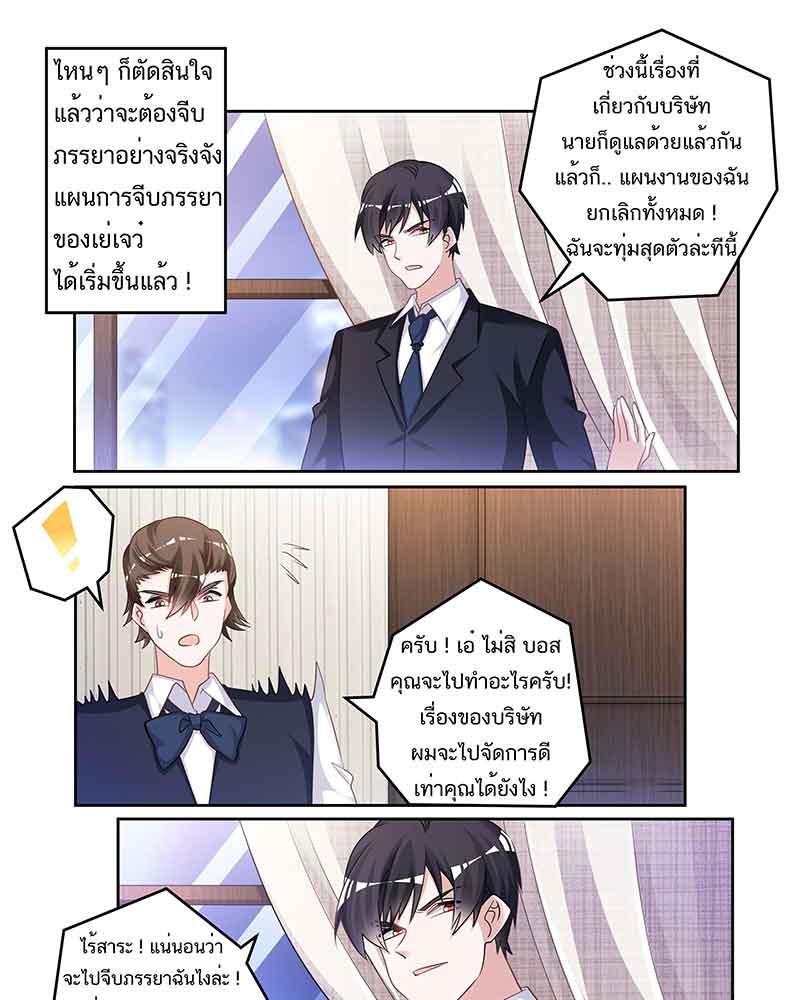 ไหนๆ ก็ตัดสินใจ
แล้วว่าจะต้องจีบ
ภรรยาอย่างจริงจัง
แผนการจีบภรรยา
ของเย่เจว๋
ได้เริ่มขึ้นแล้ว !
ช่วงนี้เรื่องที่
เกี่ยวกับบริษัท
นายก็ดูแลด้วยแล้วกัน
แล้วก็.. แผนงานของฉัน
ยกเลิกทั้งหมด !
ฉันจะทุ่มสุดตัวล่ะทีนี้
!
ครับ ! เอ๋ ไม่สิ บอส
คุณจะไปทำอะไรครับ!
เรื่องของบริษัท
ผมจะไปจัดการดี
เท่าคุณได้ยังไง !
ไร้สาระ ! แน่นอนว่า
จะไปจีบภรรยาฉันไงล่ะ !